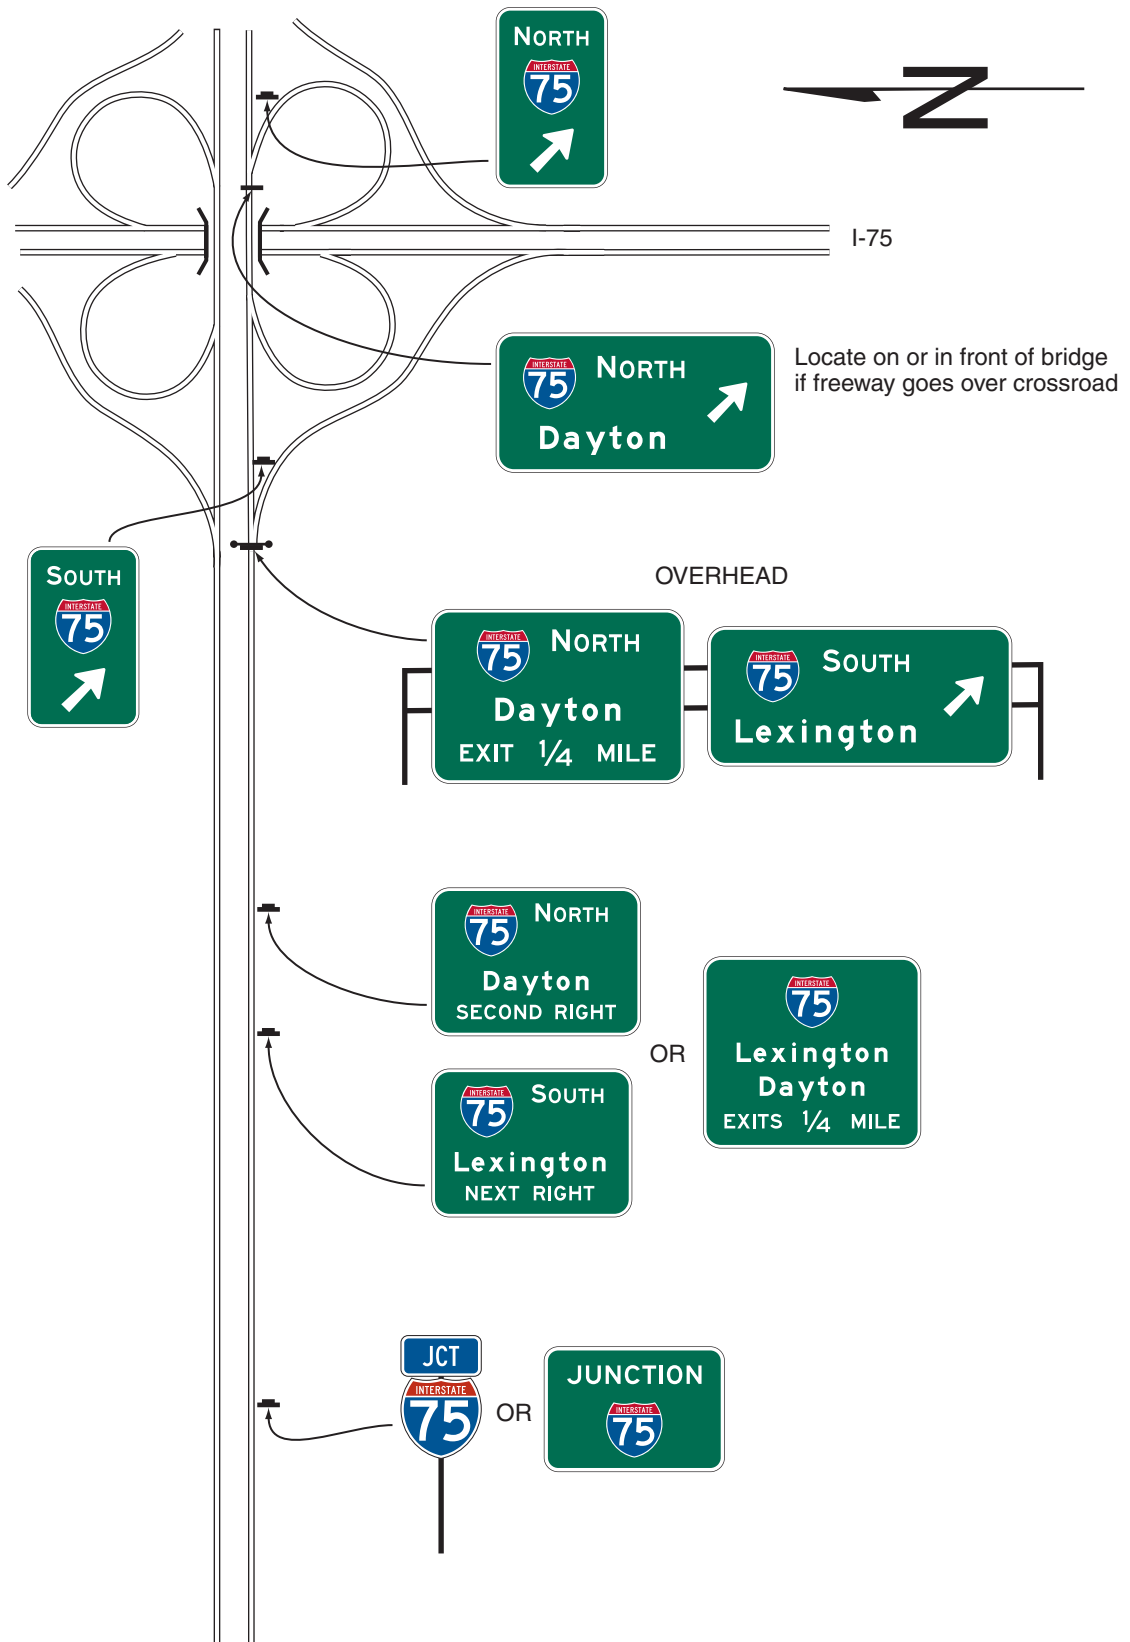 NORTH
INTERSTATE
75
N
I-75
INTERSTATE
75
NORTH
Dayton
Locate on or in front of bridge
if freeway goes over crossroad
SOUTH
INTERSTATE
75
OVERHEAD
INTERSTATE
75
NORTH
Dayton
EXIT 1/4 MILE
INTERSTATE
75
SOUTH
Lexington
INTERSTATE
75
NORTH
Dayton
SECOND RIGHT
INTERSTATE
75
SOUTH
Lexington
NEXT RIGHT
OR
INTERSTATE
75
Lexington
Dayton
EXITS 1/4 MILE
JCT
INTERSTATE
75
OR
JUNCTION
INTERSTATE
75